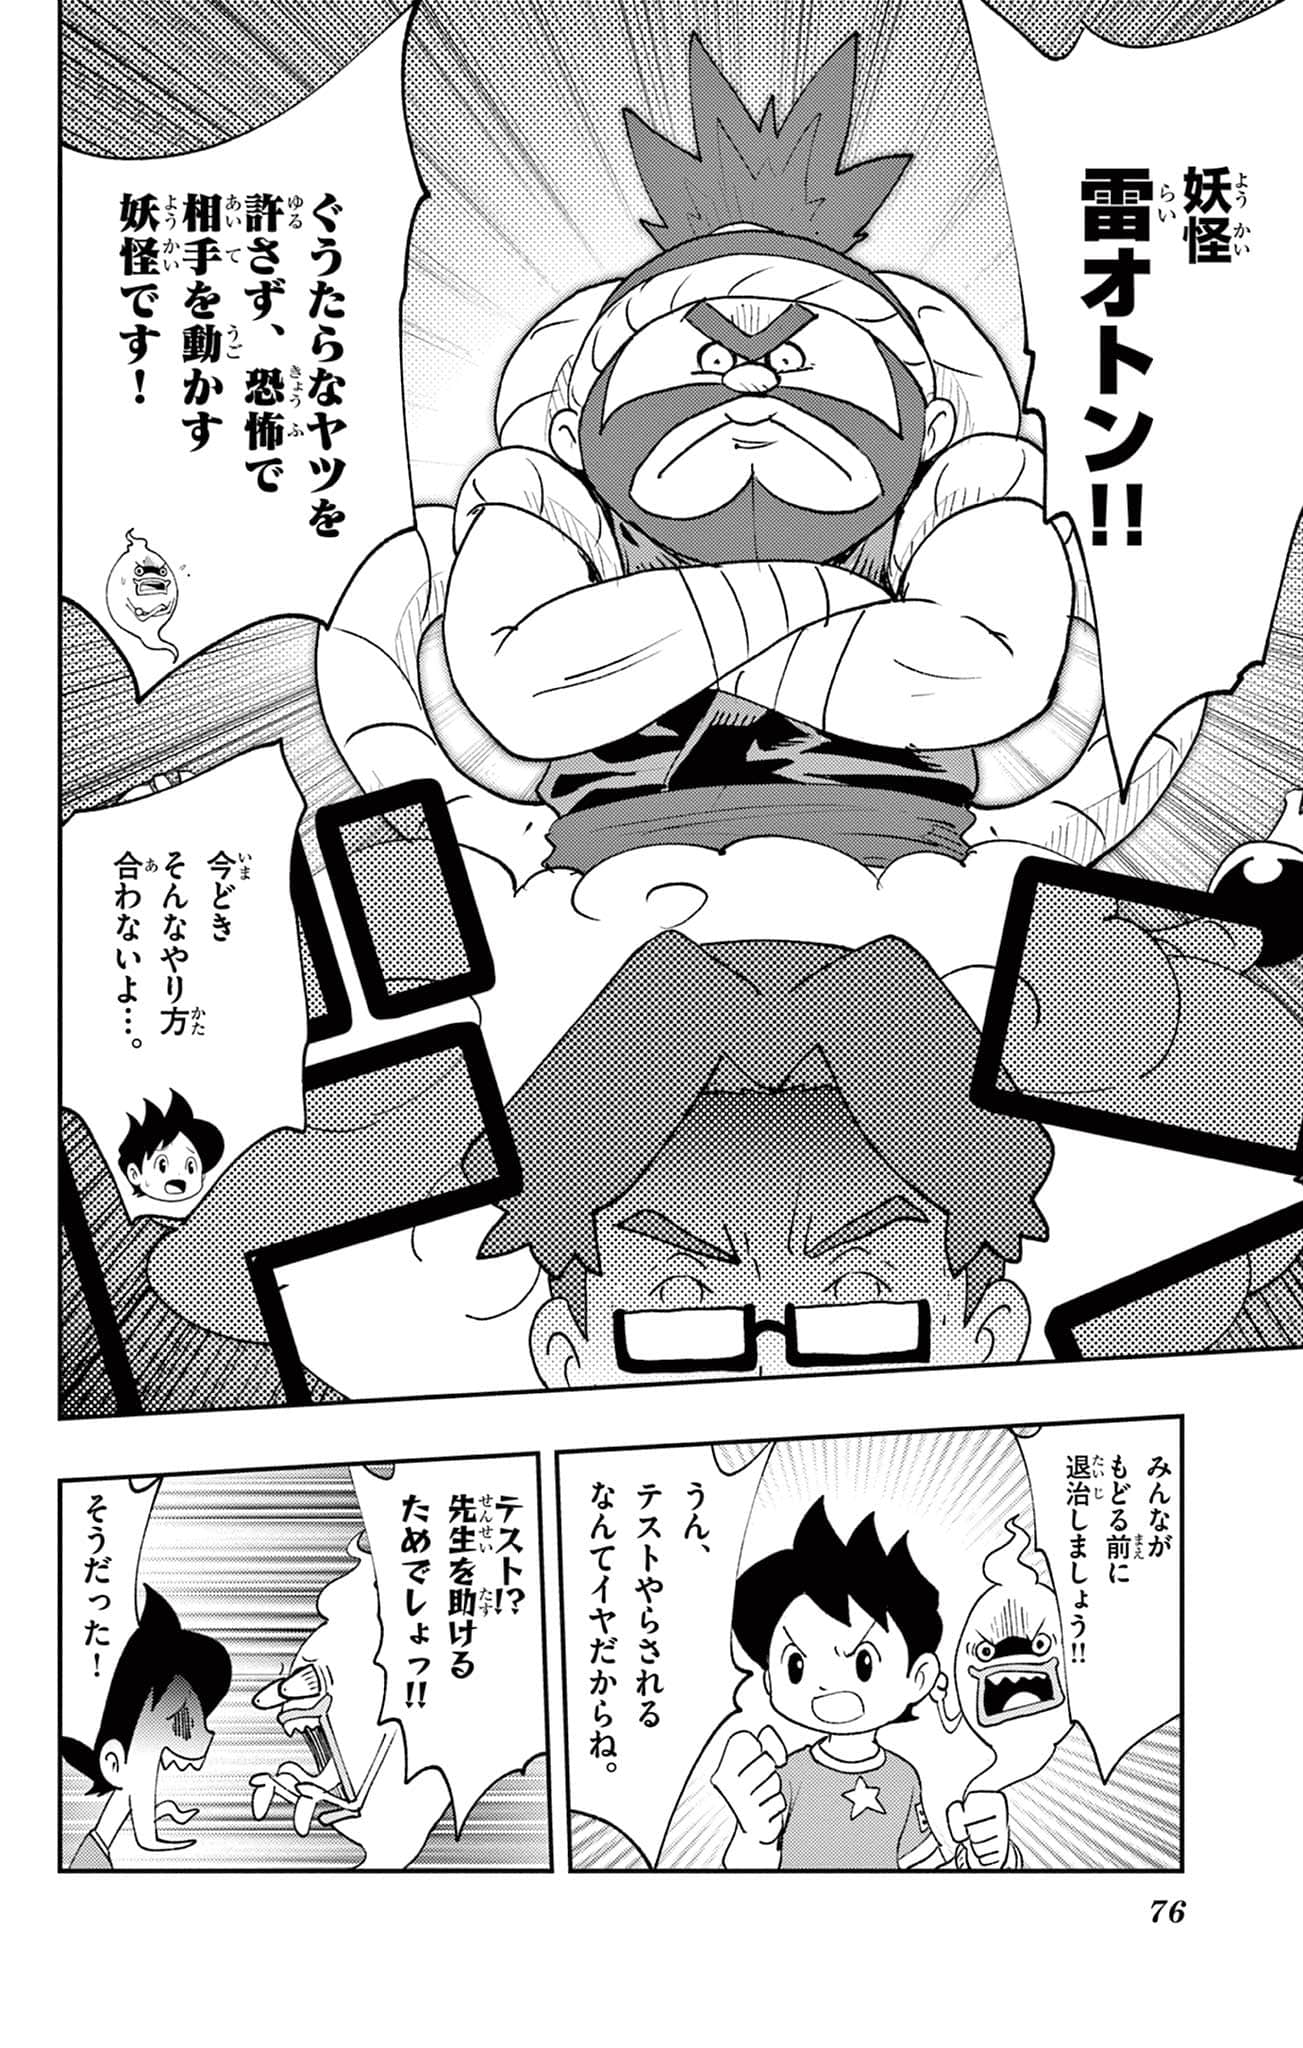 妖怪
雷オトン!!
ぐうたらなヤツを
許さず、恐怖で
相手を動かす
妖怪です！
今どき
そんなやり方
合わないよ…。
みんなが
もどる前に
退治しましょう!!
うん、
テストやらされる
なんてイヤだからね。
テスト!?
先生を助ける
ためでしょっ!!
そうだった！
76